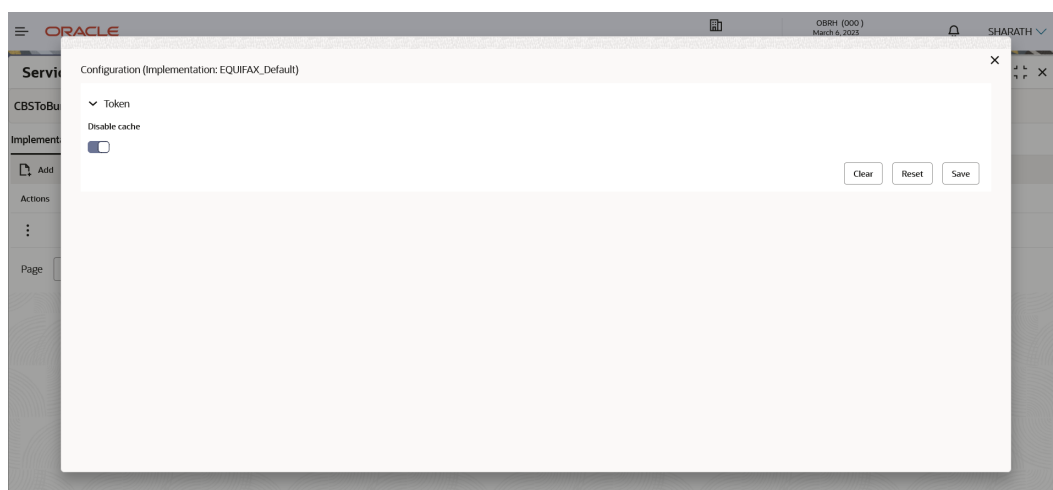 ORACLE
OBRH (000 )
March 6, 2023
SHARATH
Servi
CBSToBu
Implementa
Add
Actions
Page
Configuration (Implementation: EQUIFAX_Default)
Token
Disable cache
Clear Reset Save